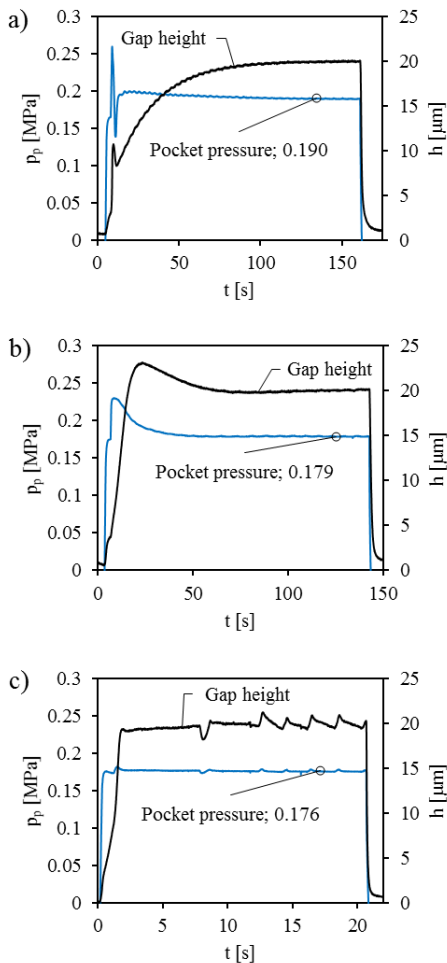 a)
0.3
0.25
0.2
0.15
0.1
0.05
0
25
20
15
10
5
0
pₚ [MPa]
h [µm]
Gap height
Pocket pressure; 0.190
0 50 100 150
t [s]
b)
0.3
0.25
0.2
0.15
0.1
0.05
0
25
20
15
10
5
0
pₚ [MPa]
h [µm]
Gap height
Pocket pressure; 0.179
0 50 100 150
t [s]
c)
0.3
0.25
0.2
0.15
0.1
0.05
0
25
20
15
10
5
0
pₚ [MPa]
h [µm]
Gap height
Pocket pressure; 0.176
0 5 10 15 20
t [s]